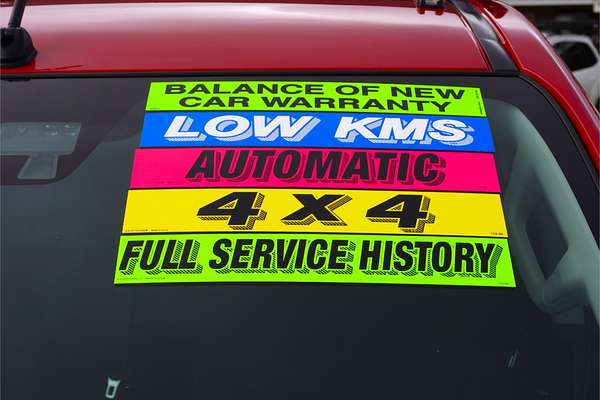 BALANCE OF NEW
CAR WARRANTY
LOW KMS
AUTOMATIC
4 x 4
FULL SERVICE HISTORY